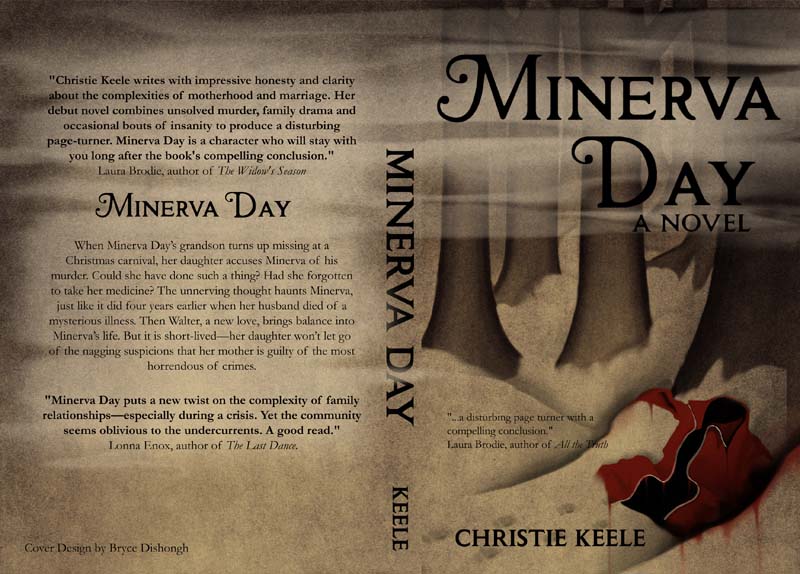 "Christie Keele writes with impressive honesty and clarity
about the complexities of motherhood and marriage. Her
debut novel combines unsolved murder, family drama and
occasional bouts of insanity to produce a disturbing
page-turner. Minerva Day is a character who will stay with
you long after the book's compelling conclusion."
Laura Brodie, author of The Widow's Season
Minerva Day
When Minerva Day's grandson turns up missing at a
Christmas carnival, her daughter accuses Minerva of his
murder. Could she have done such a thing? Had she forgotten
to take her medicine? The unnerving thought haunts Minerva,
just like it did four years earlier when her husband died of a
mysterious illness. Then Walter, a new love, brings balance into
Minerva's life. But it is short-lived—her daughter won't let go
of the nagging suspicions that her mother is guilty of the most
horrendous of crimes.
"Minerva Day puts a new twist on the complexity of family
relationships—especially during a crisis. Yet the community
seems oblivious to the undercurrents. A good read."
Lonna Enox, author of The Last Dance.
Cover Design by Bryce Dishongh
MINERVA DAY
KEELE
Minerva
Day
A NOVEL
"...a disturbing page turner with a
compelling conclusion."
Laura Brodie, author of All the Truth
CHRISTIE KEELE